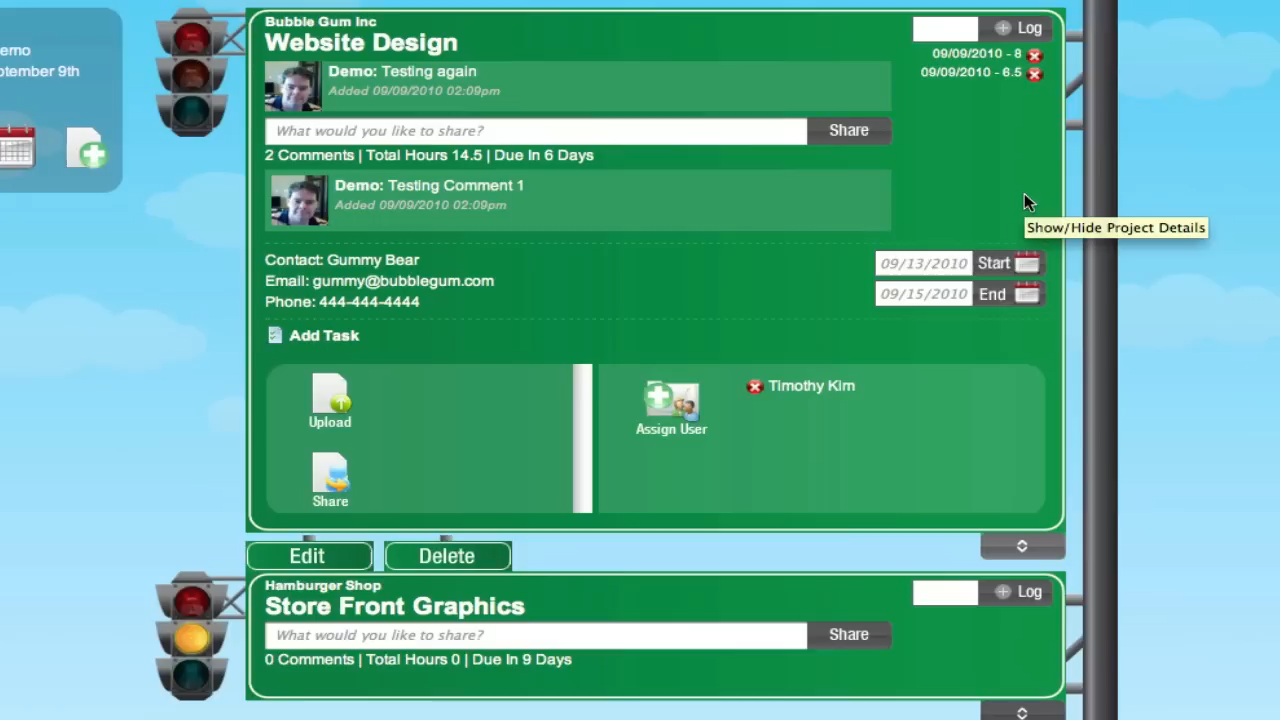 emo
ptember 9th
Bubble Gum Inc
Website Design
Log
09/09/2010 - 8
09/09/2010 - 6.5
Demo: Testing again
Added 09/09/2010 02:09pm
What would you like to share?
Share
2 Comments | Total Hours 14.5 | Due In 6 Days
Demo: Testing Comment 1
Added 09/09/2010 02:09pm
Show/Hide Project Details
Contact: Gummy Bear
Email: gummy@bubblegum.com
Phone: 444-444-4444
09/13/2010 Start
09/15/2010 End
Add Task
Upload
Share
Assign User
Timothy Kim
Edit
Delete
Hamburger Shop
Store Front Graphics
Log
What would you like to share?
Share
0 Comments | Total Hours 0 | Due In 9 Days